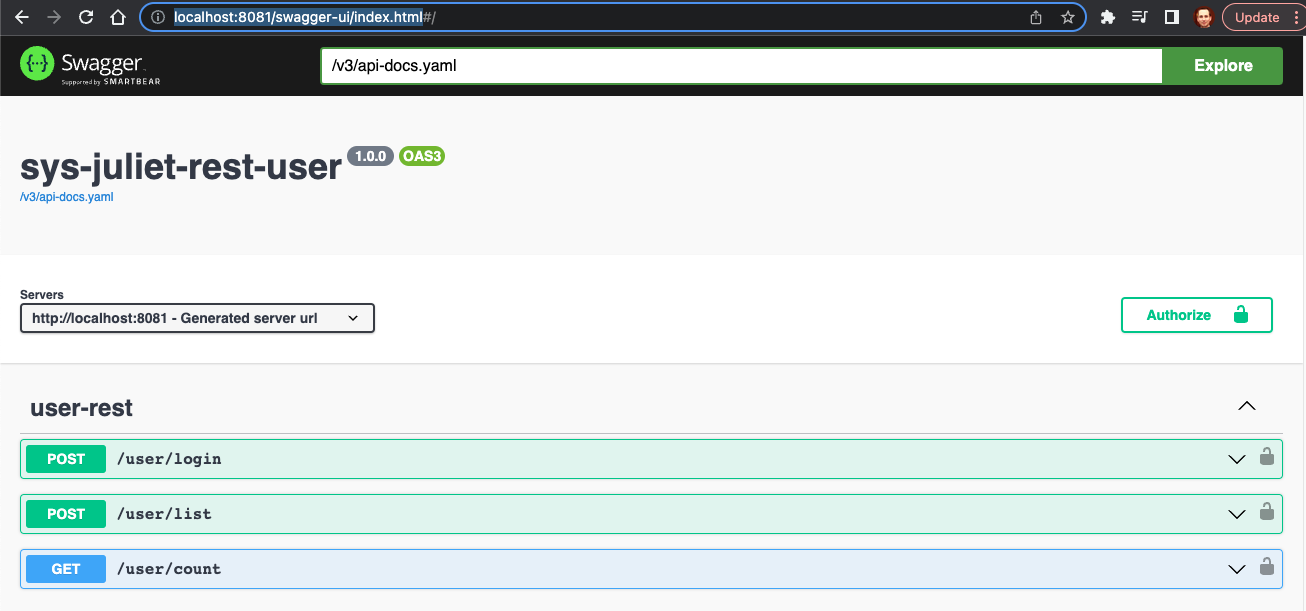 localhost:8081/swagger-ui/index.html#/
Update
Swagger
Supported by SMARTBEAR
/v3/api-docs.yaml
Explore
sys-juliet-rest-user 1.0.0 OAS3
/v3/api-docs.yaml
Servers
http://localhost:8081 - Generated server url
Authorize
user-rest
POST /user/login
POST /user/list
GET /user/count